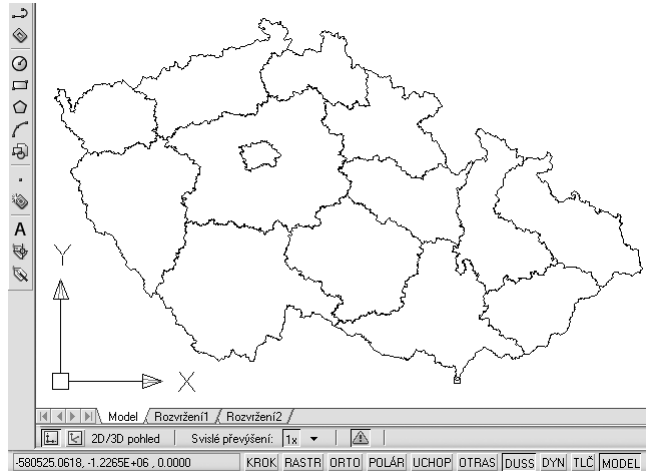 A
Y
X
Model Rozvržení1 Rozvržení2
2D/3D pohled Svislé převýšení: 1x
-580525.0618, -1.2265E+06 , 0.0000 KROK RASTR ORTO POLÁR UCHOP OTRAS DUSS DYN TLČ MODEL